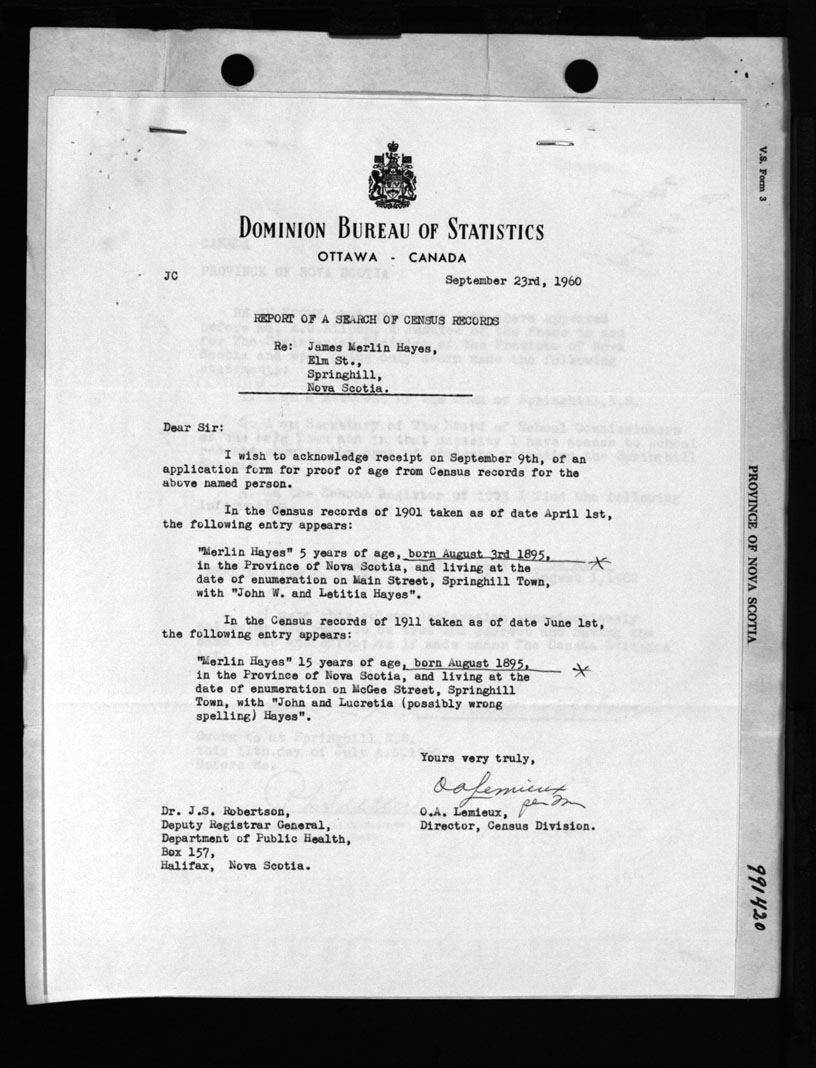 DOMINION BUREAU OF STATISTICS
OTTAWA - CANADA
JC
September 23rd, 1960
REPORT OF A SEARCH OF CENSUS RECORDS
Re: James Merlin Hayes,
Elm St.,
Springhill,
Nova Scotia.
Dear Sir:
I wish to acknowledge receipt on September 9th, of an
application form for proof of age from Census records for the
above named person.
In the Census records of 1901 taken as of date April 1st,
the following entry appears:
"Merlin Hayes" 5 years of age, born August 3rd 1895,
in the Province of Nova Scotia, and living at the
date of enumeration on Main Street, Springhill Town,
with "John W. and Letitia Hayes".
In the Census records of 1911 taken as of date June 1st,
the following entry appears:
"Merlin Hayes" 15 years of age, born August 1895,
in the Province of Nova Scotia, and living at the
date of enumeration on McGee Street, Springhill
Town, with "John and Lucretia (possibly wrong
spelling) Hayes".
Yours very truly,
OALemieux
per
O.A. Lemieux,
Director, Census Division.
Dr. J.S. Robertson,
Deputy Registrar General,
Department of Public Health,
Box 157,
Halifax, Nova Scotia.
V.S. Form 3
PROVINCE OF NOVA SCOTIA
991420